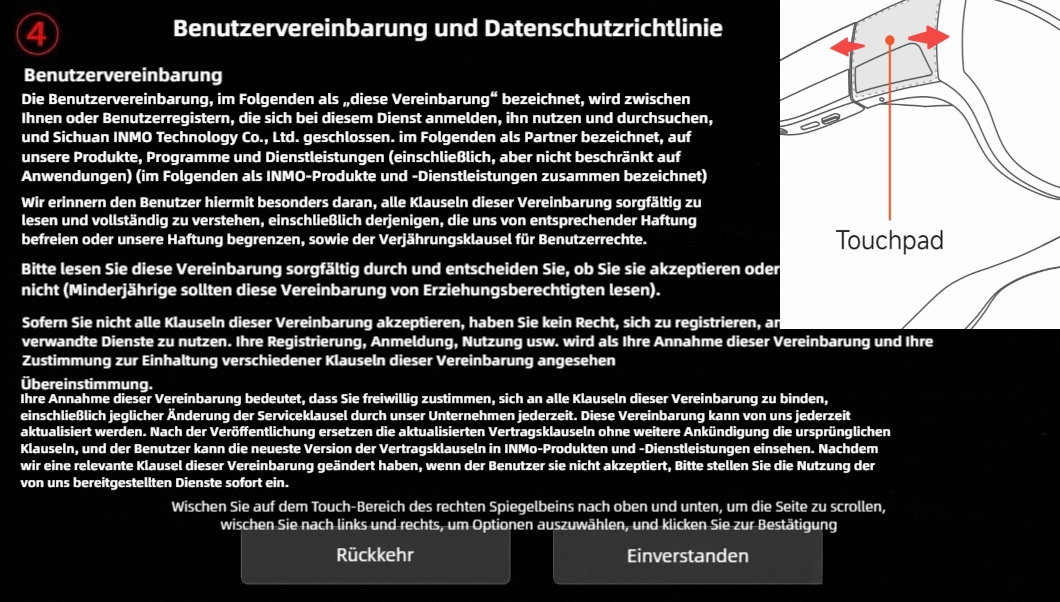 4
Benutzervereinbarung und Datenschutzrichtlinie
Benutzervereinbarung
Die Benutzervereinbarung, im Folgenden als „diese Vereinbarung“ bezeichnet, wird zwischen
Ihnen oder Benutzerregistern, die sich bei diesem Dienst anmelden, ihn nutzen und durchsuchen,
und Sichuan INMO Technology Co., Ltd. geschlossen. im Folgenden als Partner bezeichnet, auf
unsere Produkte, Programme und Dienstleistungen (einschließlich, aber nicht beschränkt auf
Anwendungen) (im Folgenden als INMO-Produkte und -Dienstleistungen zusammen bezeichnet)
Wir erinnern den Benutzer hiermit besonders daran, alle Klauseln dieser Vereinbarung sorgfältig zu
lesen und vollständig zu verstehen, einschließlich derjenigen, die uns von entsprechender Haftung
befreien oder unsere Haftung begrenzen, sowie der Verjährungsklausel für Benutzerrechte.
Bitte lesen Sie diese Vereinbarung sorgfältig durch und entscheiden Sie, ob Sie sie akzeptieren oder
nicht (Minderjährige sollten diese Vereinbarung von Erziehungsberechtigten lesen).
Sofern Sie nicht alle Klauseln dieser Vereinbarung akzeptieren, haben Sie kein Recht, sich zu registrieren,
verwandte Dienste zu nutzen. Ihre Registrierung, Anmeldung, Nutzung usw. wird als Ihre Annahme dieser Vereinbarung und Ihre
Zustimmung zur Einhaltung verschiedener Klauseln dieser Vereinbarung angesehen
Übereinstimmung.
Ihre Annahme dieser Vereinbarung bedeutet, dass Sie freiwillig zustimmen, sich an alle Klauseln dieser Vereinbarung zu binden,
einschließlich jeglicher Änderung der Serviceklausel durch unser Unternehmen jederzeit. Diese Vereinbarung kann von uns jederzeit
aktualisiert werden. Nach der Veröffentlichung ersetzen die aktualisierten Vertragsklauseln ohne weitere Ankündigung die ursprünglichen
Klauseln, und der Benutzer kann die neueste Version der Vertragsklauseln in INMo-Produkten und -Dienstleistungen einsehen. Nachdem
wir eine relevante Klausel dieser Vereinbarung geändert haben, wenn der Benutzer sie nicht akzeptiert, Bitte stellen Sie die Nutzung der
von uns bereitgestellten Dienste sofort ein.
Wischen Sie auf dem Touch-Bereich des rechten Spiegelbeins nach oben und unten, um die Seite zu scrollen,
wischen Sie nach links und rechts, um Optionen auszuwählen, und klicken Sie zur Bestätigung
Rückkehr
Einverstanden
Touchpad